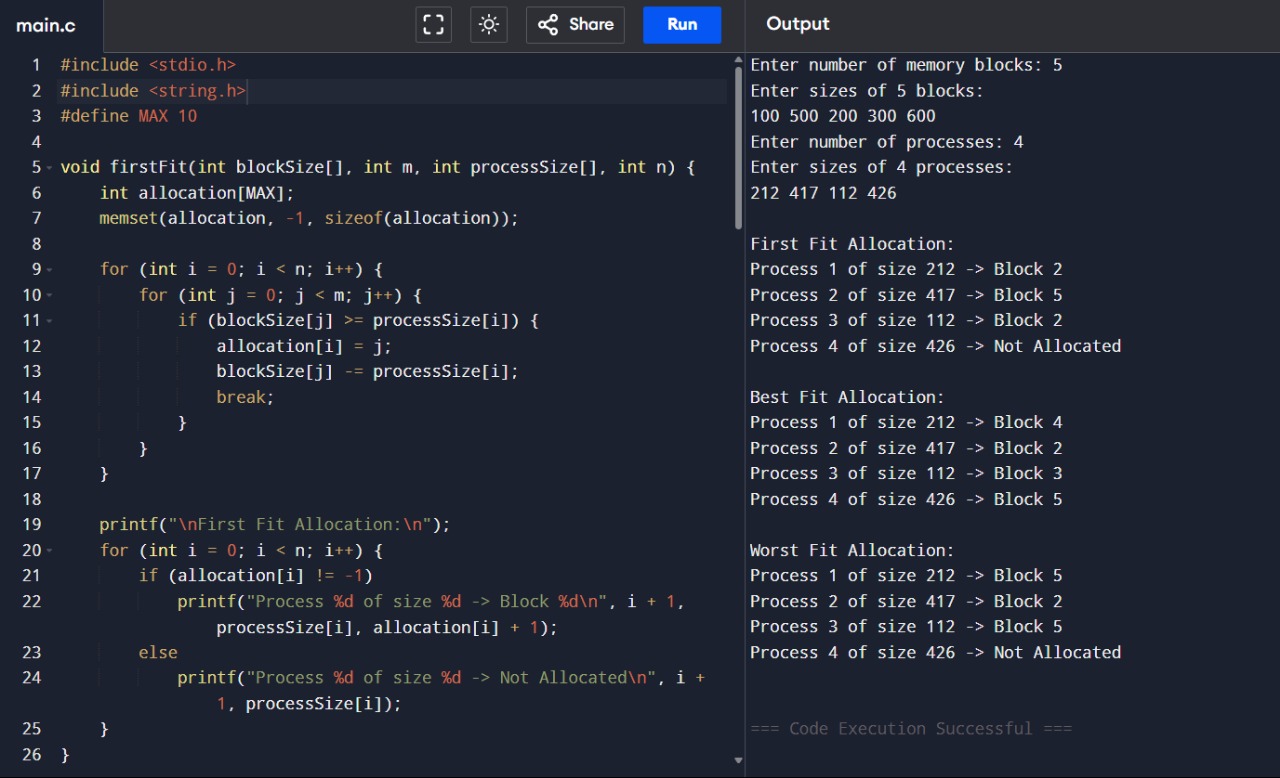 main.c
Share
Run
Output
1 #include <stdio.h>
2 #include <string.h>
3 #define MAX 10
4
5 void firstFit(int blockSize[], int m, int processSize[], int n) {
6     int allocation[MAX];
7     memset(allocation, -1, sizeof(allocation));
8
9     for (int i = 0; i < n; i++) {
10         for (int j = 0; j < m; j++) {
11             if (blockSize[j] >= processSize[i]) {
12                 allocation[i] = j;
13                 blockSize[j] -= processSize[i];
14                 break;
15             }
16         }
17     }
18
19     printf("\nFirst Fit Allocation:\n");
20     for (int i = 0; i < n; i++) {
21         if (allocation[i] != -1)
22             printf("Process %d of size %d -> Block %d\n", i + 1,
                processSize[i], allocation[i] + 1);
23         else
24             printf("Process %d of size %d -> Not Allocated\n", i +
                1, processSize[i]);
25     }
26 }
Enter number of memory blocks: 5
Enter sizes of 5 blocks:
100 500 200 300 600
Enter number of processes: 4
Enter sizes of 4 processes:
212 417 112 426

First Fit Allocation:
Process 1 of size 212 -> Block 2
Process 2 of size 417 -> Block 5
Process 3 of size 112 -> Block 2
Process 4 of size 426 -> Not Allocated

Best Fit Allocation:
Process 1 of size 212 -> Block 4
Process 2 of size 417 -> Block 2
Process 3 of size 112 -> Block 3
Process 4 of size 426 -> Block 5

Worst Fit Allocation:
Process 1 of size 212 -> Block 5
Process 2 of size 417 -> Block 2
Process 3 of size 112 -> Block 5
Process 4 of size 426 -> Not Allocated

=== Code Execution Successful ===